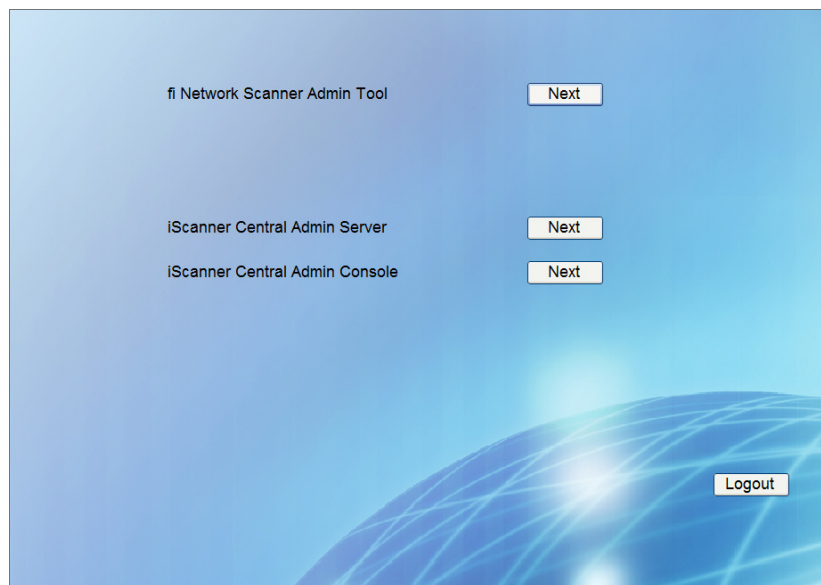 fi Network Scanner Admin Tool Next
iScanner Central Admin Server Next
iScanner Central Admin Console Next
Logout